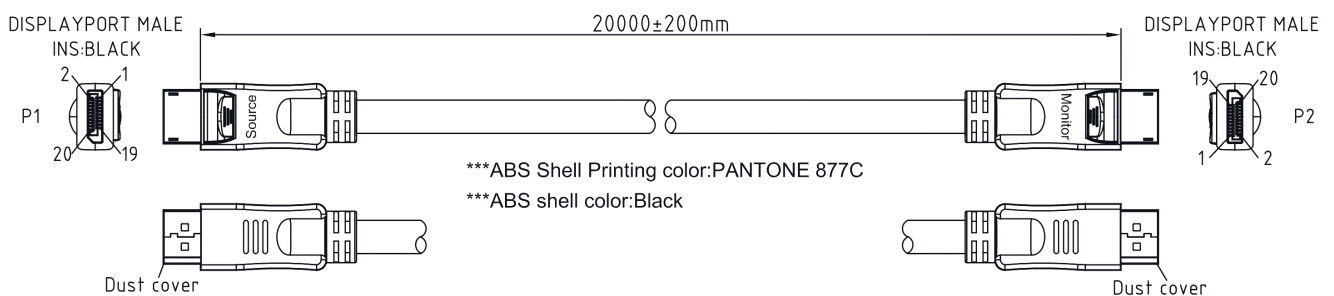 DISPLAYPORT MALE
INS:BLACK
2 1
P1
20 19
20000±200mm
Source
Monitor
DISPLAYPORT MALE
INS:BLACK
19 20
P2
1 2
***ABS Shell Printing color:PANTONE 877C
***ABS shell color:Black
Dust cover
Dust cover